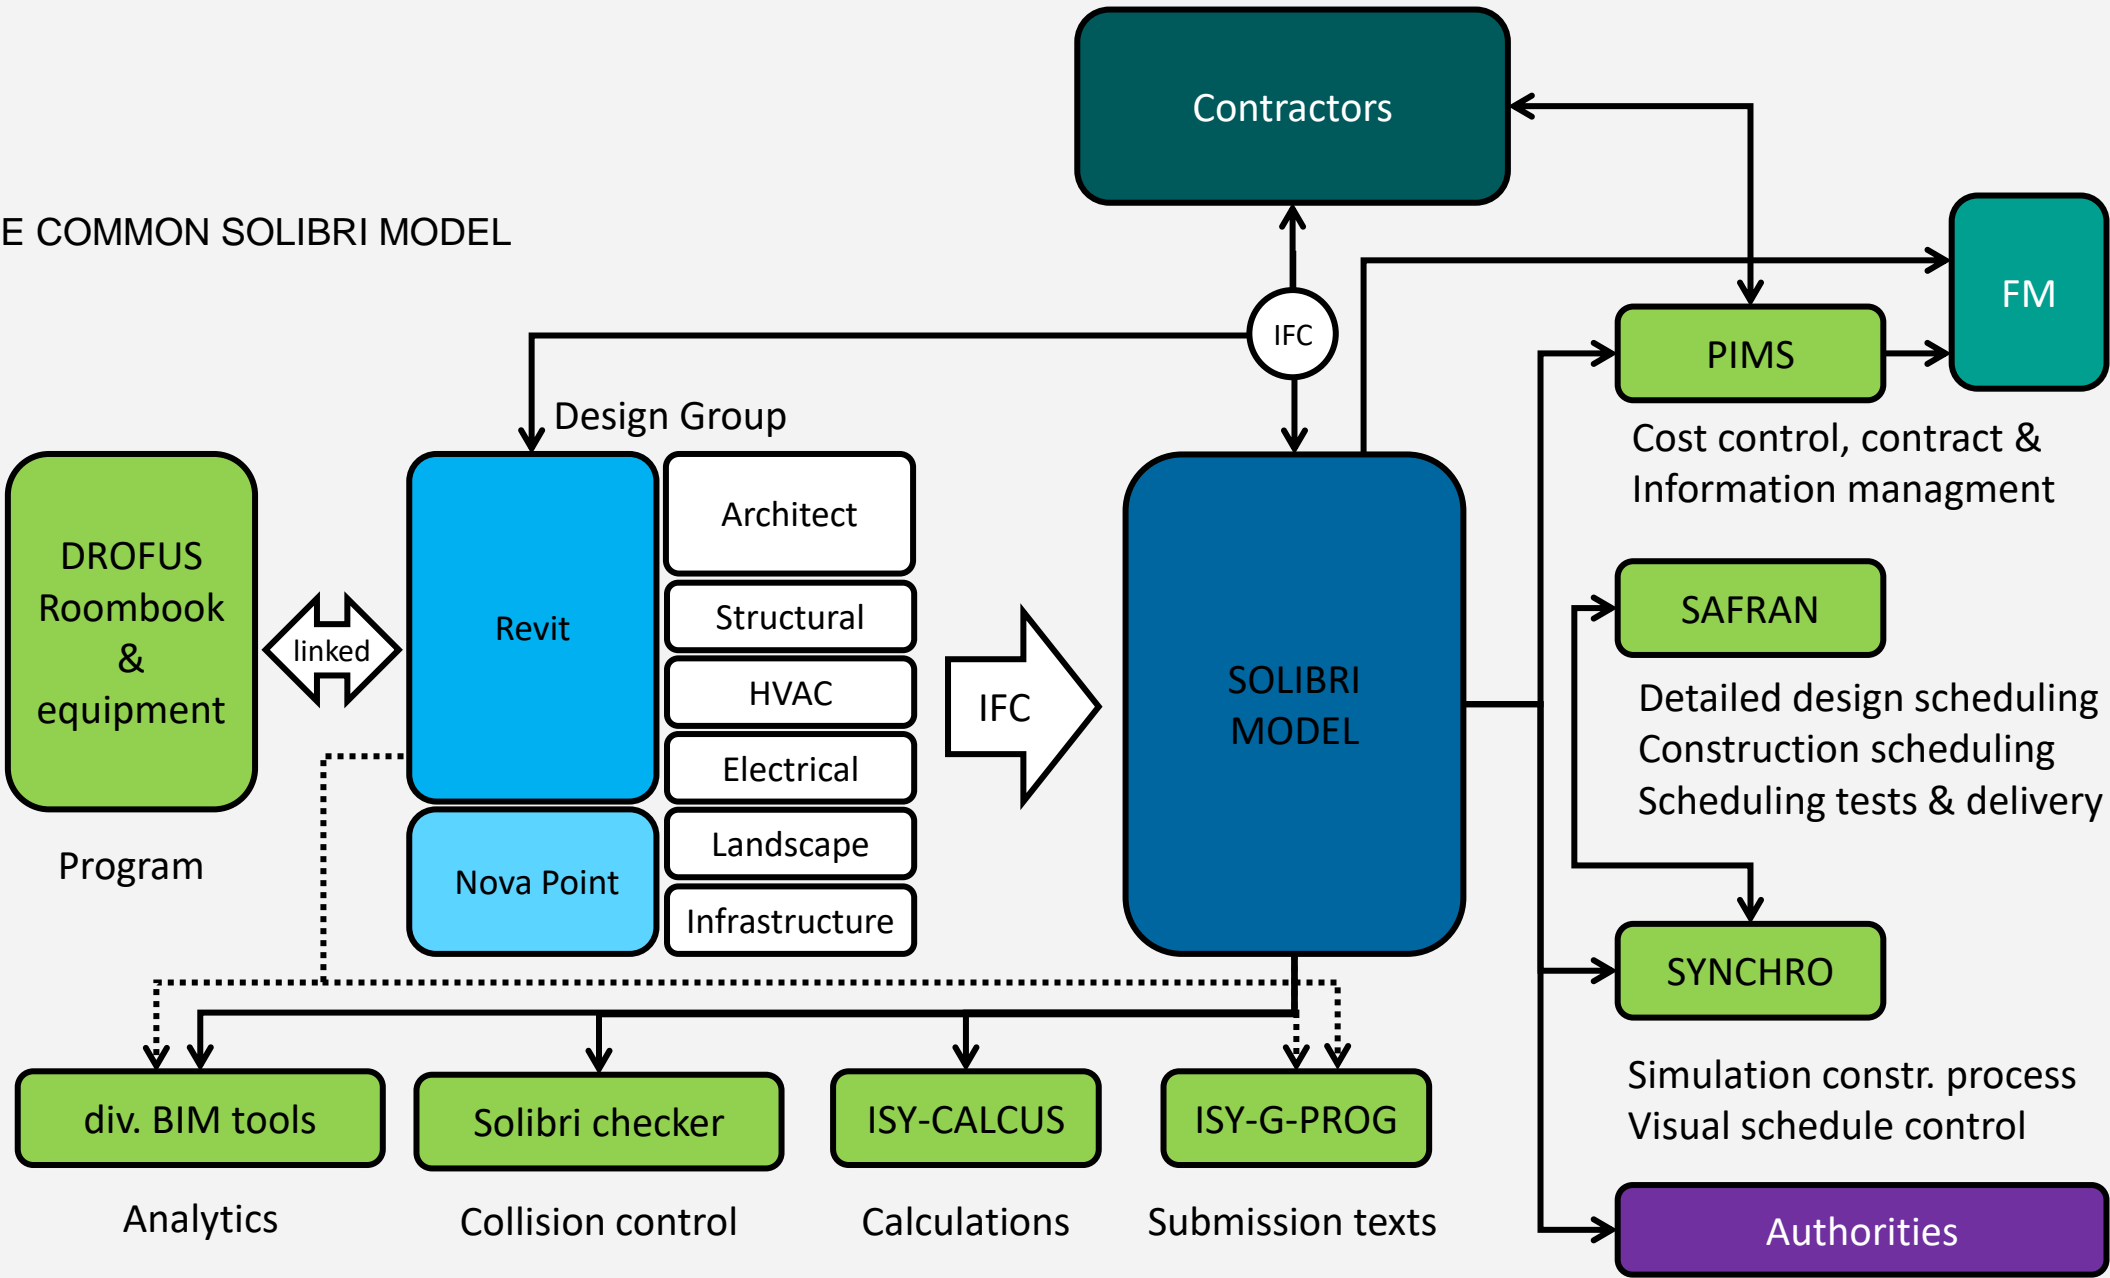 Contractors
E COMMON SOLIBRI MODEL
FM
IFC
PIMS
Design Group
Cost control, contract &
Information managment
Architect
DROFUS
Roombook
&
equipment
linked
Revit
Structural
HVAC
Electrical
Landscape
Infrastructure
Nova Point
IFC
SOLIBRI
MODEL
SAFRAN
Detailed design scheduling
Construction scheduling
Scheduling tests & delivery
Program
SYNCHRO
Simulation constr. process
Visual schedule control
div. BIM tools
Solibri checker
ISY-CALCUS
ISY-G-PROG
Analytics
Collision control
Calculations
Submission texts
Authorities